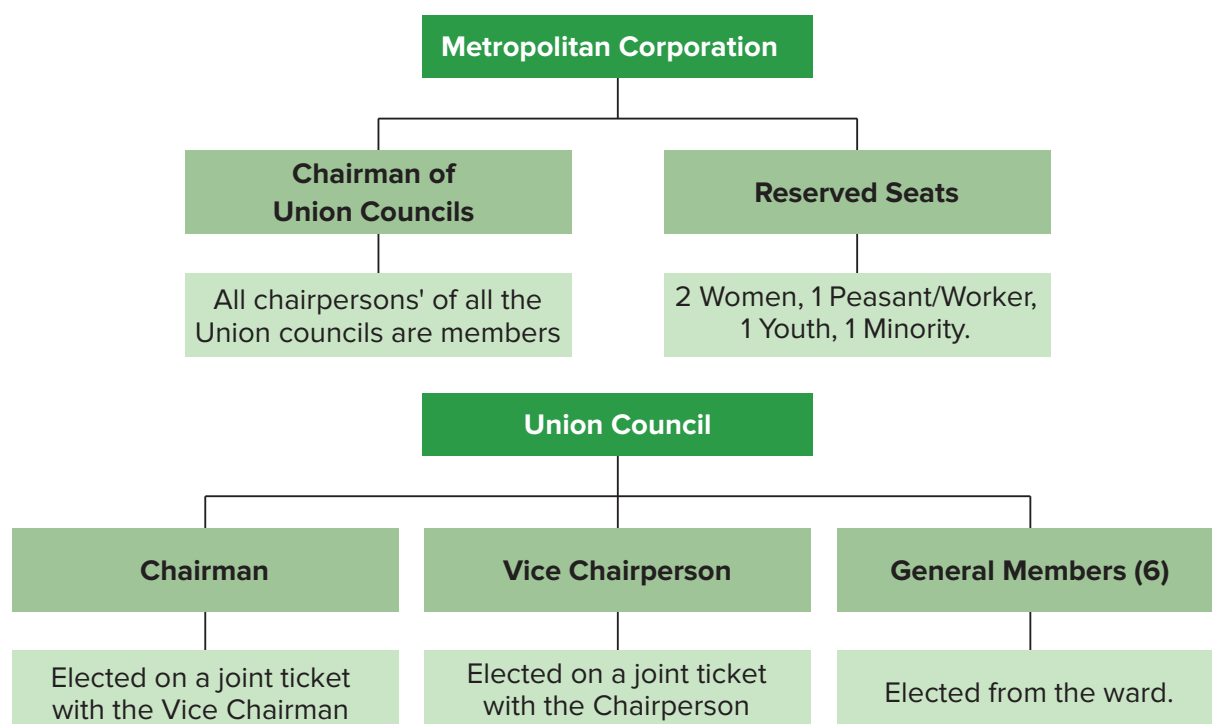 Metropolitan Corporation
Chairman of
Union Councils
Reserved Seats
All chairpersons' of all the
Union councils are members
2 Women, 1 Peasant/Worker,
1 Youth, 1 Minority.
Union Council
Chairman
Vice Chairperson
General Members (6)
Elected on a joint ticket
with the Vice Chairman
Elected on a joint ticket
with the Chairperson
Elected from the ward.